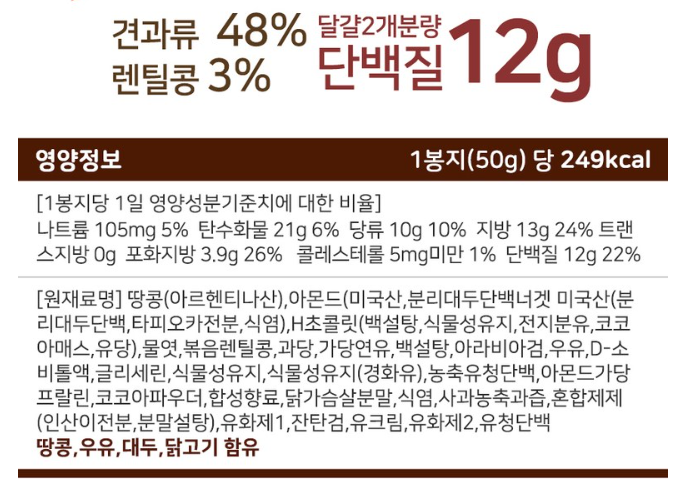 견과류 48%
렌틸콩 3%
달걀2개분량
단백질 12g
영양정보 1봉지(50g) 당 249kcal
[1봉지당 1일 영양성분기준치에 대한 비율]
나트륨 105mg 5% 탄수화물 21g 6% 당류 10g 10% 지방 13g 24% 트랜
스지방 0g 포화지방 3.9g 26% 콜레스테롤 5mg미만 1% 단백질 12g 22%
[원재료명] 땅콩(아르헨티나산),아몬드(미국산,분리대두단백너겟 미국산(분
리대두단백,타피오카전분,식염),H초콜릿(백설탕,식물성유지,전지분유,코코
아매스,유당),물엿,볶음렌틸콩,과당,가당연유,백설탕,아라비아검,우유,D-소
비톨액,글리세린,식물성유지,식물성유지(경화유),농축유청단백,아몬드가당
프랄린,코코아파우더,합성향료,닭가슴살분말,식염,사과농축과즙,혼합제제
(인산이전분,분말설탕),유화제1,잔탄검,유크림,유화제2,유청단백
땅콩,우유,대두,닭고기 함유